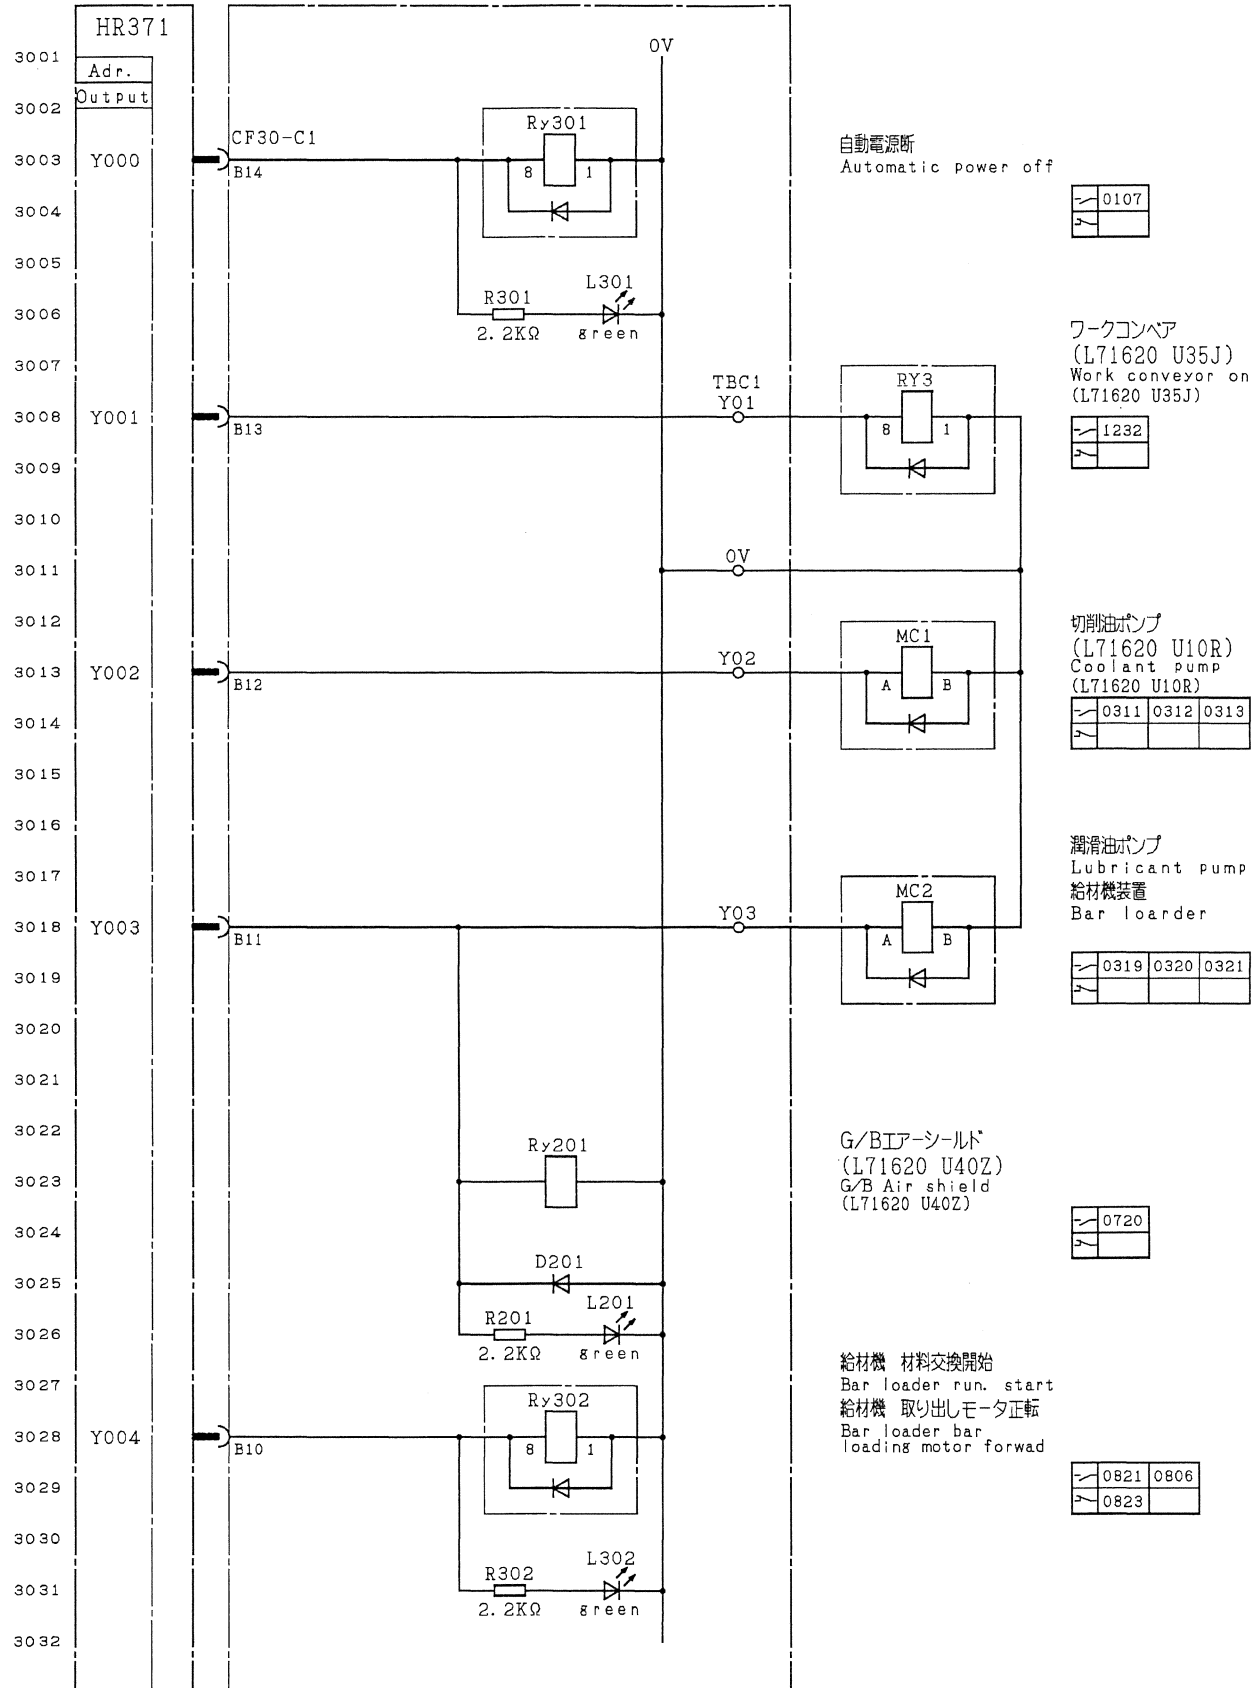 HR371
0V
3001
Adr.
Output
3002
Ry301
CF30-C1
自動電源断
3003
Y000
B14
8
1
Automatic power off
0107
3004
3005
L301
R301
3006
2.2KΩ
green
ワークコンベア
(L71620 U35J)
Work conveyor on
(L71620 U35J)
3007
TBC1
RY3
Y01
3008
Y001
B13
8
1
1232
3009
3010
0V
3011
3012
切削油ポンプ
(L71620 U10R)
Coolant pump
(L71620 U10R)
MC1
Y02
3013
Y002
B12
A
B
0311 0312 0313
3014
3015
3016
潤滑油ポンプ
Lubricant pump
給材機装置
Bar loarder
3017
MC2
Y03
3018
Y003
B11
A
B
0319 0320 0321
3019
3020
3021
3022
G/Bエアーシールド
(L71620 U40Z)
G/B Air shield
(L71620 U40Z)
Ry201
3023
0720
3024
D201
3025
L201
R201
3026
2.2KΩ
green
給材機 材料交換開始
Bar loader run. start
給材機 取り出しモータ正転
Bar loader bar
loading motor forwad
3027
Ry302
3028
Y004
B10
8
1
0821 0806
0823
3029
3030
L302
R302
3031
2.2KΩ
green
3032